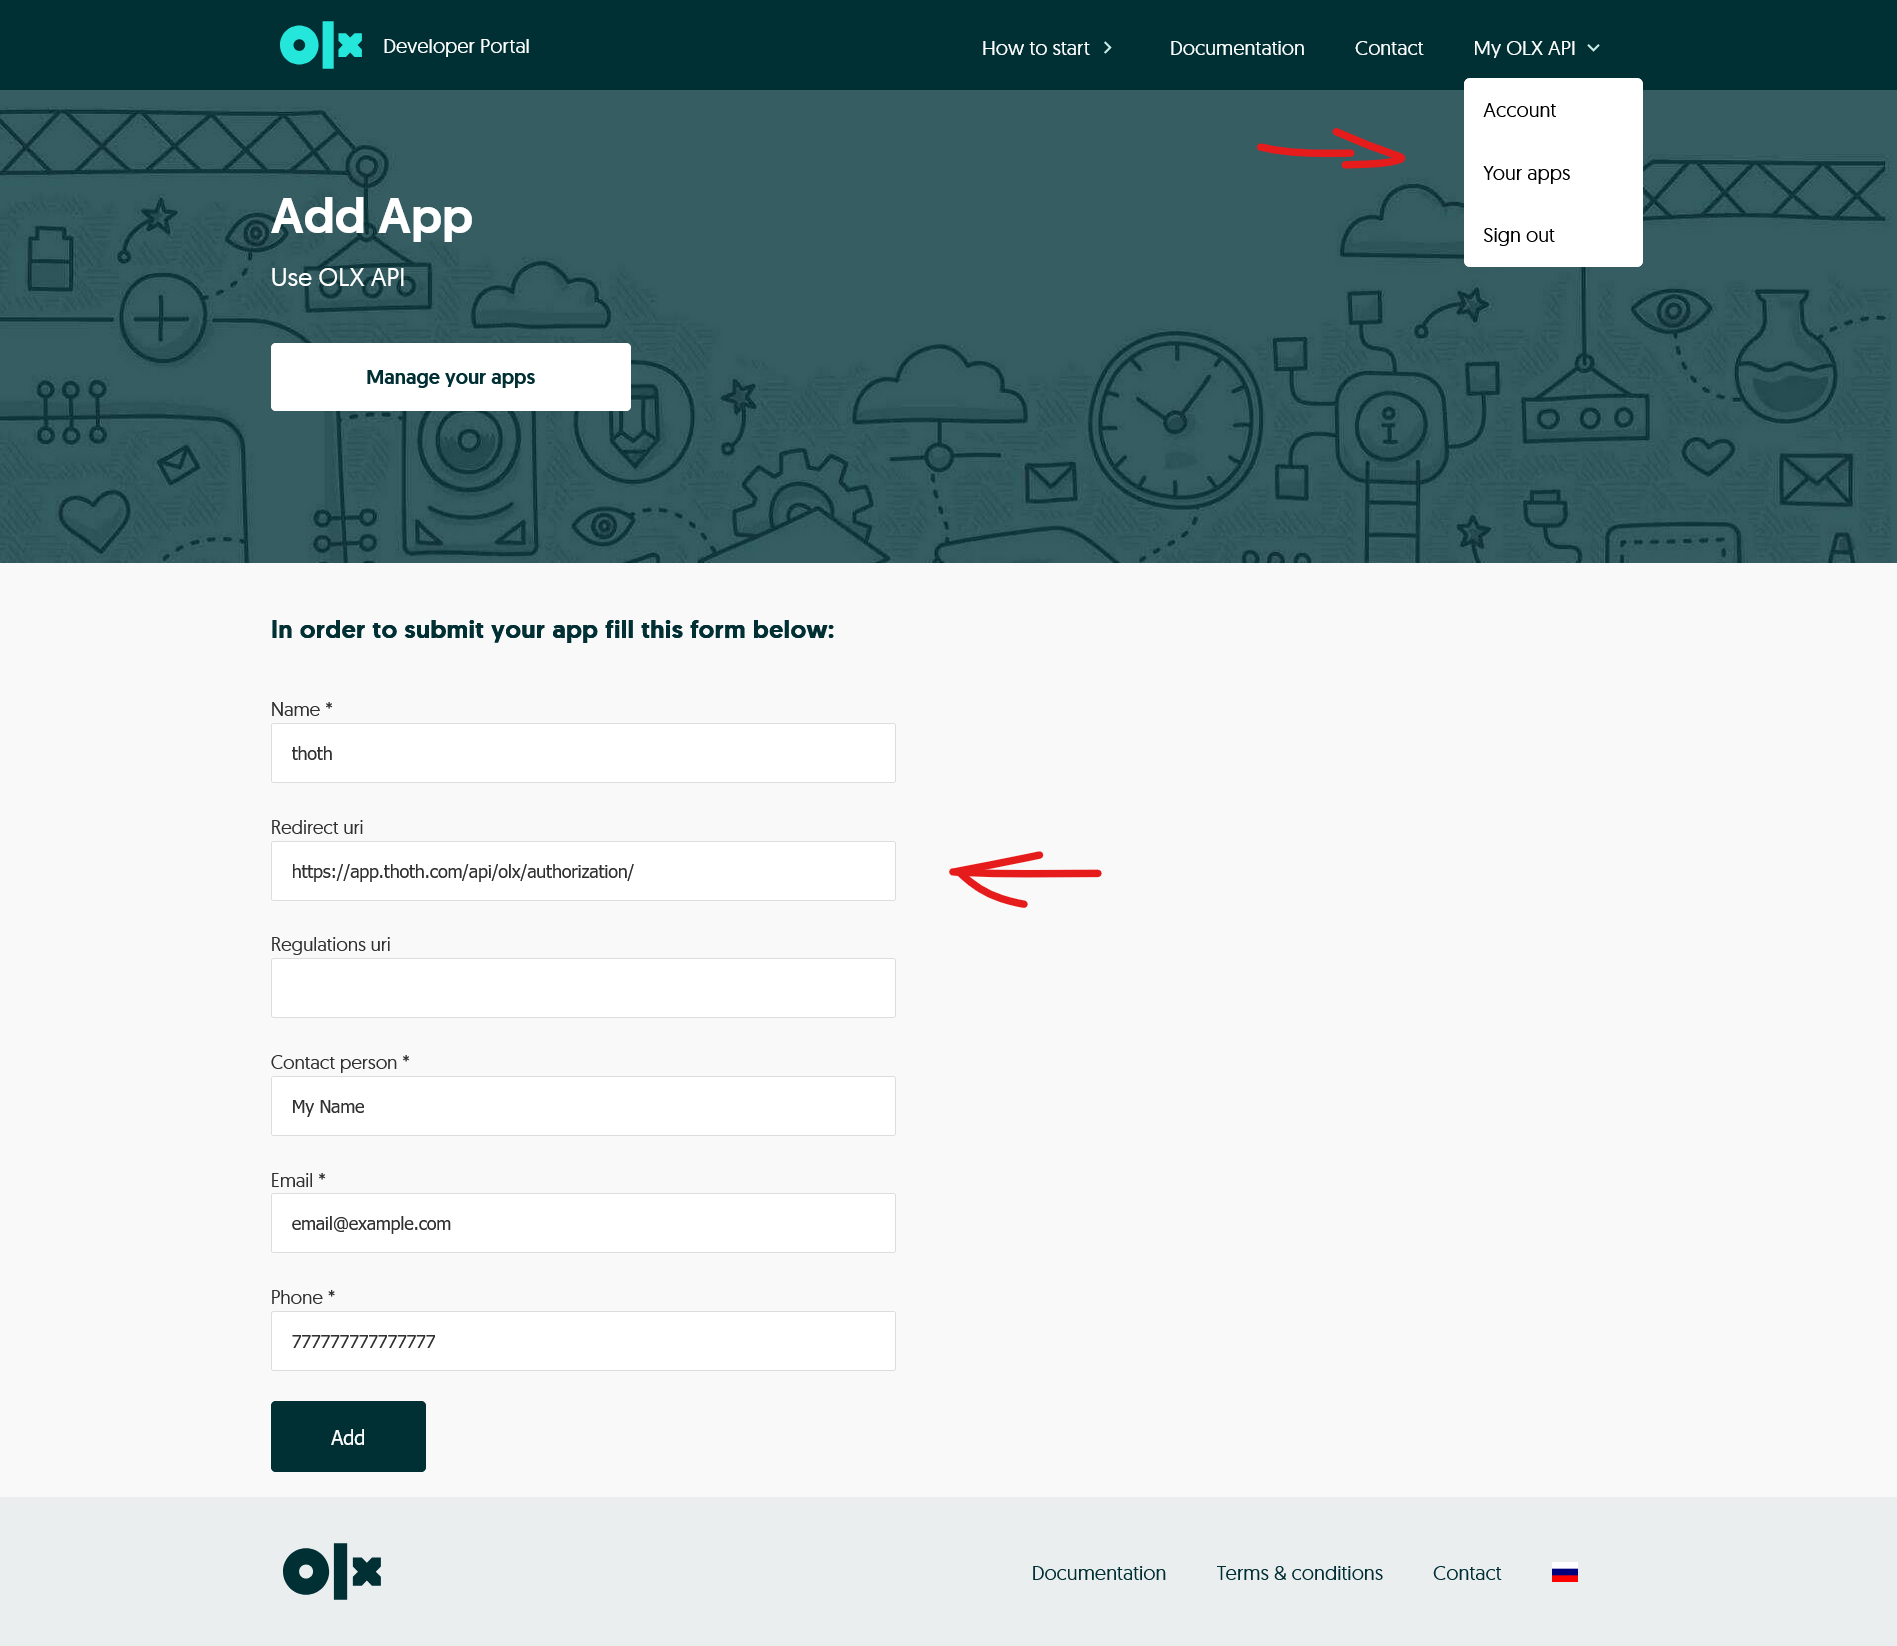 olx Developer Portal How to start Documentation Contact My OLX API
Account
Your apps
Sign out
Add App
Use OLX API
Manage your apps
In order to submit your app fill this form below:
Name *
thoth
Redirect uri
https://app.thoth.com/api/olx/authorization/
Regulations uri
Contact person *
My Name
Email *
email@example.com
Phone *
777777777777777
Add
olx Documentation Terms & conditions Contact